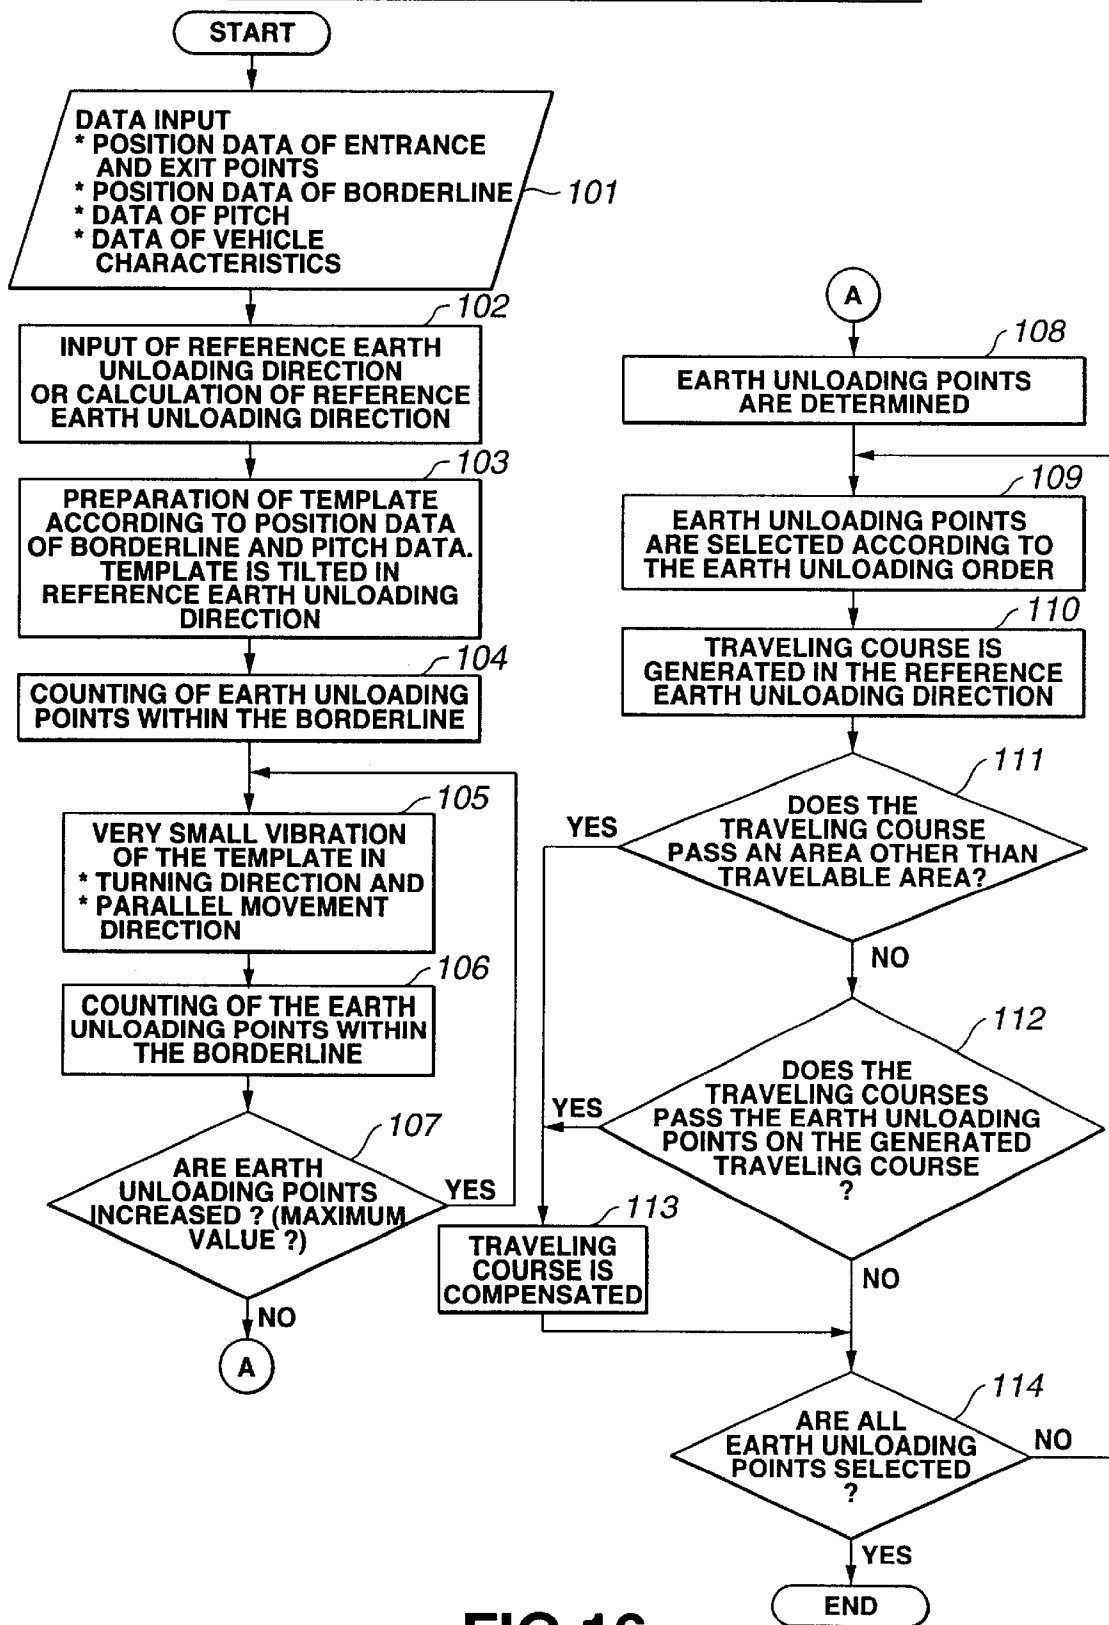 START
DATA INPUT
* POSITION DATA OF ENTRANCE
AND EXIT POINTS
* POSITION DATA OF BORDERLINE
* DATA OF PITCH
* DATA OF VEHICLE
CHARACTERISTICS
101
102
INPUT OF REFERENCE EARTH
UNLOADING DIRECTION
OR CALCULATION OF REFERENCE
EARTH UNLOADING DIRECTION
103
PREPARATION OF TEMPLATE
ACCORDING TO POSITION DATA
OF BORDERLINE AND PITCH DATA.
TEMPLATE IS TILTED IN
REFERENCE EARTH UNLOADING
DIRECTION
104
COUNTING OF EARTH UNLOADING
POINTS WITHIN THE BORDERLINE
105
VERY SMALL VIBRATION
OF THE TEMPLATE IN
* TURNING DIRECTION AND
* PARALLEL MOVEMENT
DIRECTION
106
COUNTING OF THE EARTH
UNLOADING POINTS WITHIN
THE BORDERLINE
107
ARE EARTH
UNLOADING POINTS
INCREASED ? (MAXIMUM
VALUE ?)
YES
NO
A
A
108
EARTH UNLOADING POINTS
ARE DETERMINED
109
EARTH UNLOADING POINTS
ARE SELECTED ACCORDING TO
THE EARTH UNLOADING ORDER
110
TRAVELING COURSE IS
GENERATED IN THE REFERENCE
EARTH UNLOADING DIRECTION
111
DOES THE
TRAVELING COURSE
PASS AN AREA OTHER THAN
TRAVELABLE AREA?
YES
NO
112
DOES THE
TRAVELING COURSES
PASS THE EARTH UNLOADING
POINTS ON THE GENERATED
TRAVELING COURSE
?
YES
NO
113
TRAVELING
COURSE IS
COMPENSATED
114
ARE ALL
EARTH UNLOADING
POINTS SELECTED
?
NO
YES
END
FIG.16